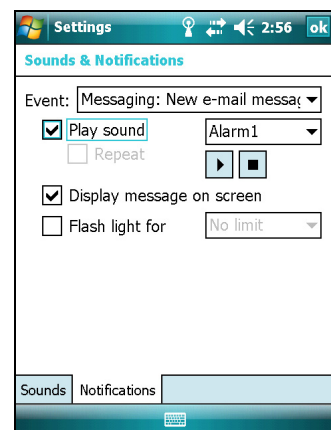 Settings 2:56 ok
Sounds & Notifications
Event: Messaging: New e-mail messag
Play sound Alarm1
Repeat
Display message on screen
Flash light for No limit
Sounds Notifications